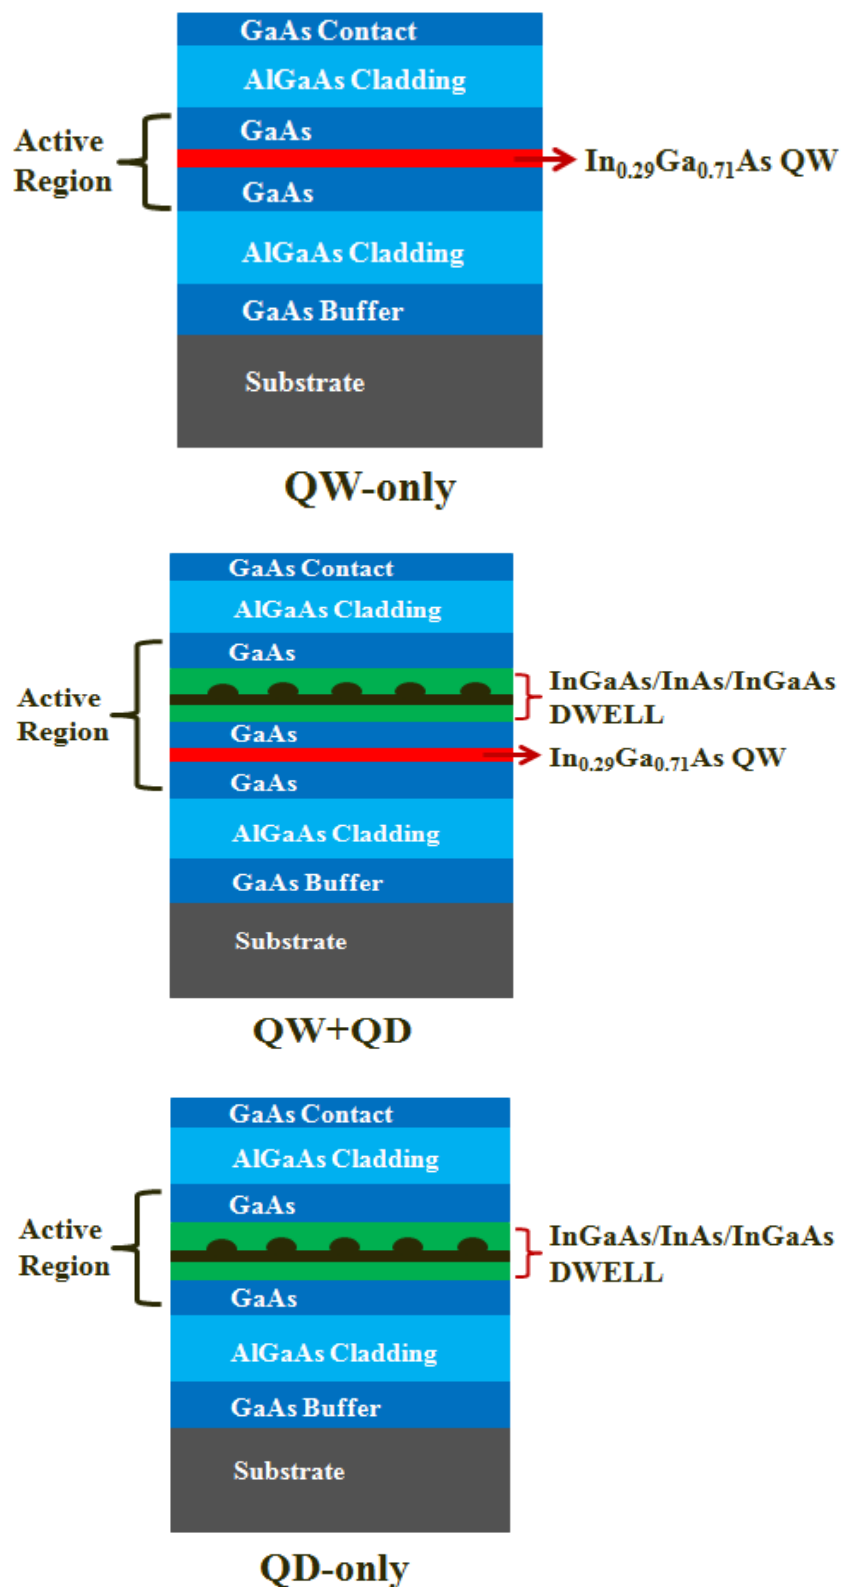 GaAs Contact
AlGaAs Cladding
Active
Region
GaAs
In0.29Ga0.71As QW
GaAs
AlGaAs Cladding
GaAs Buffer
Substrate
QW-only
GaAs Contact
AlGaAs Cladding
GaAs
Active
Region
InGaAs/InAs/InGaAs
DWELL
GaAs
In0.29Ga0.71As QW
GaAs
AlGaAs Cladding
GaAs Buffer
Substrate
QW+QD
GaAs Contact
AlGaAs Cladding
GaAs
Active
Region
InGaAs/InAs/InGaAs
DWELL
GaAs
AlGaAs Cladding
GaAs Buffer
Substrate
QD-only